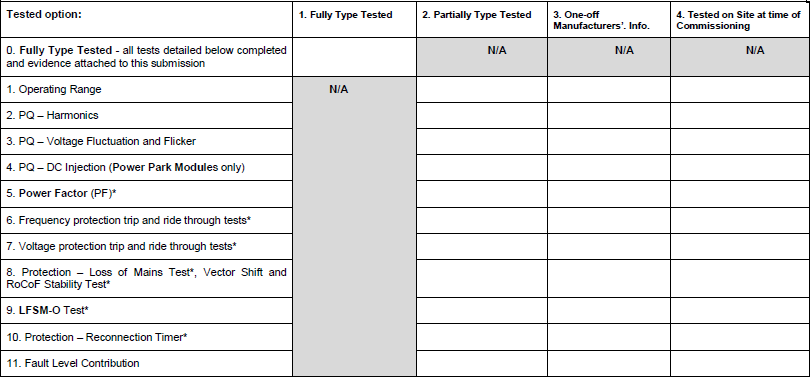 Tested option:
1. Fully Type Tested
2. Partially Type Tested
3. One-off
Manufacturers'. Info.
4. Tested on Site at time of
Commissioning
0. Fully Type Tested - all tests detailed below completed
and evidence attached to this submission
N/A
N/A
N/A
1. Operating Range
N/A
2. PQ – Harmonics
3. PQ – Voltage Fluctuation and Flicker
4. PQ – DC Injection (Power Park Modules only)
5. Power Factor (PF)*
6. Frequency protection trip and ride through tests*
7. Voltage protection trip and ride through tests*
8. Protection – Loss of Mains Test*, Vector Shift and
RoCoF Stability Test*
9. LFSM-O Test*
10. Protection – Reconnection Timer*
11. Fault Level Contribution